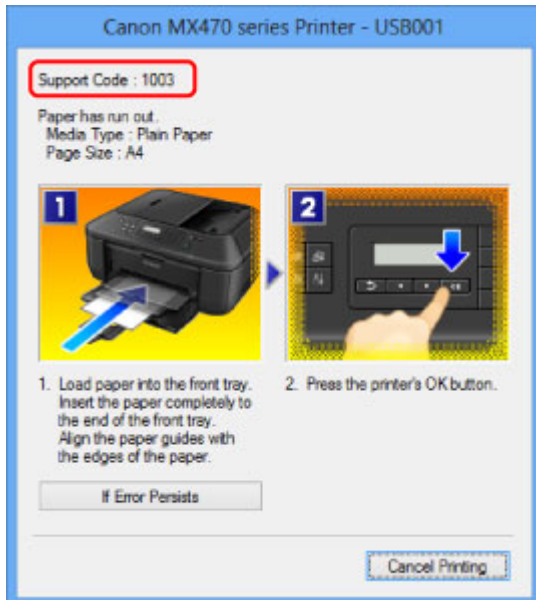 Canon MX470 series Printer - USB001
Support Code : 1003
Paper has run out.
Media Type : Plain Paper
Page Size : A4
1
2
1. Load paper into the front tray.
Insert the paper completely to
the end of the front tray.
Align the paper guides with
the edges of the paper.
2. Press the printer's OK button.
If Error Persists
Cancel Printing